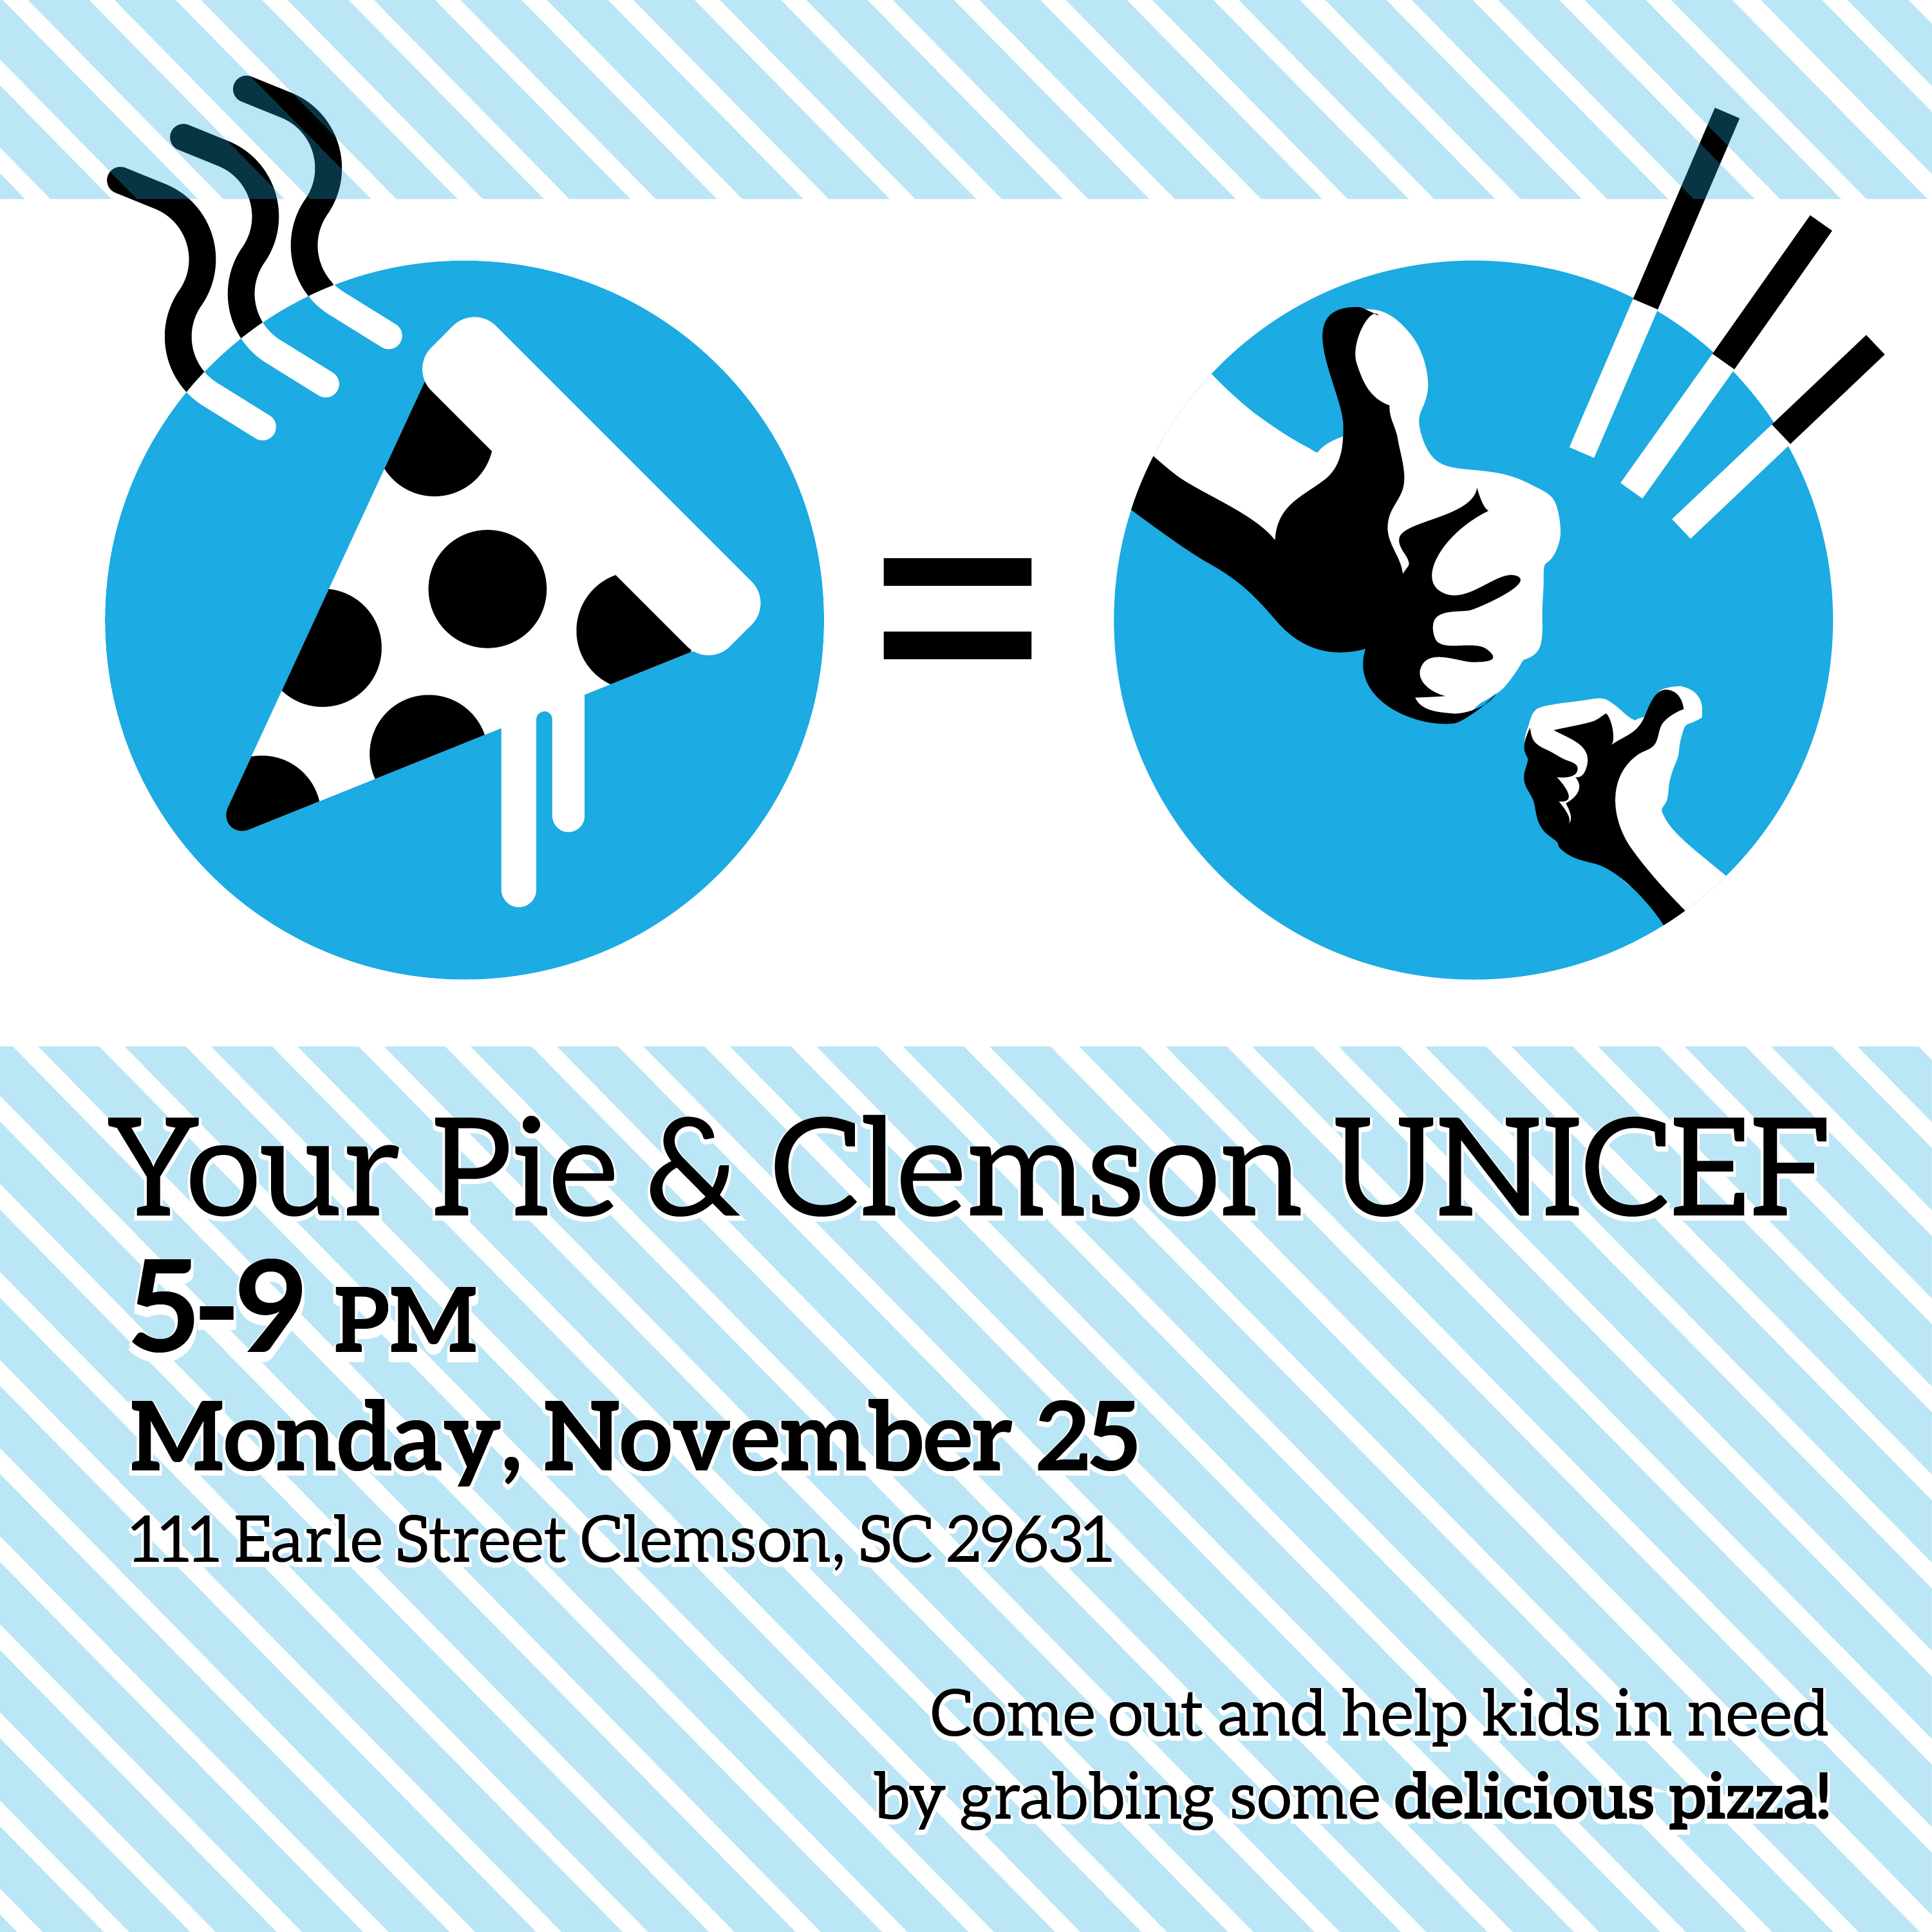 Your Pie & Clemson UNICEF
5-9 PM
Monday, November 25
111 Earle Street Clemson, SC 29631
Come out and help kids in need
by grabbing some delicious pizza!